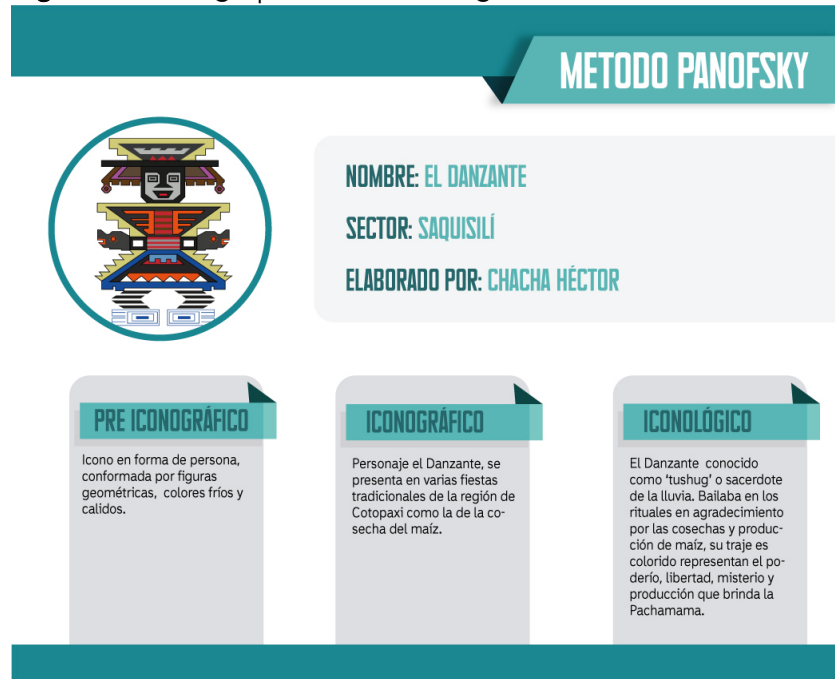 METODO PANOFSKY
NOMBRE: EL DANZANTE
SECTOR: SAQUISILÍ
ELABORADO POR: CHACHA HÉCTOR
PRE ICONOGRÁFICO
Icono en forma de persona,
conformada por figuras
geométricas, colores fríos y
calidos.
ICONOGRÁFICO
Personaje el Danzante, se
presenta en varias fiestas
tradicionales de la región de
Cotopaxi como la de la co-
secha del maíz.
ICONOLÓGICO
El Danzante conocido
como ‘tushug’ o sacerdote
de la lluvia. Bailaba en los
rituales en agradecimiento
por las cosechas y produc-
ción de maíz, su traje es
colorido representan el po-
derío, libertad, misterio y
producción que brinda la
Pachamama.